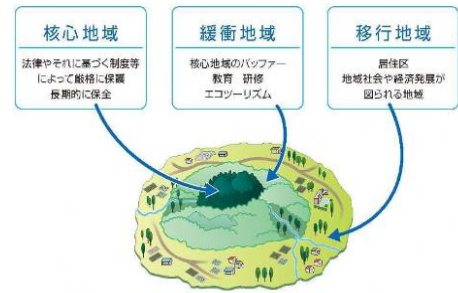 核心地域
法律やそれに基づく制度等
によって厳格に保護
長期的に保全
緩衝地域
核心地域のバッファー
教育 研修
エコツーリズム
移行地域
居住区
地域社会や経済発展が
図られる地域